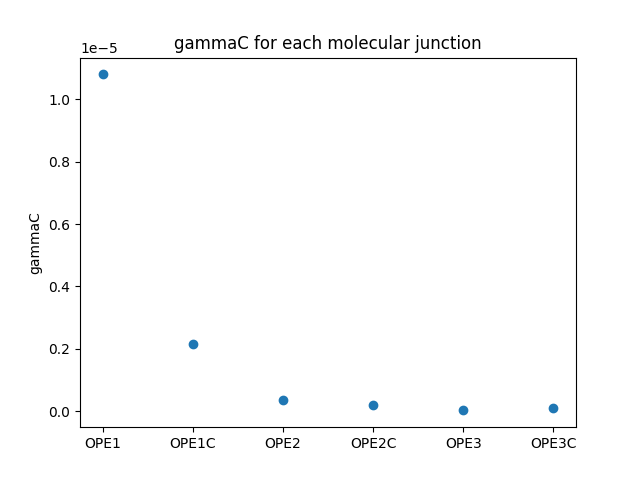 gammaC for each molecular junction
1e−5
1.0
0.8
0.6
0.4
0.2
0.0
gammaC
OPE1 OPE1C OPE2 OPE2C OPE3 OPE3C